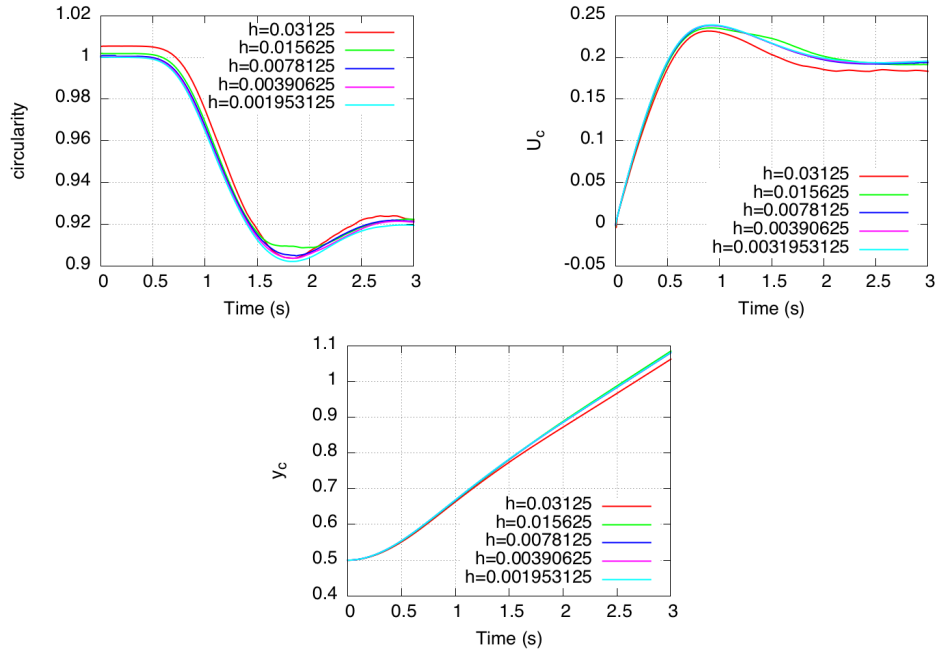 1.02
1
0.98
0.96
0.94
0.92
0.9
circularity
h=0.03125
h=0.015625
h=0.0078125
h=0.00390625
h=0.001953125
0 0.5 1 1.5 2 2.5 3
Time (s)
0.25
0.20
0.15
0.10
0.05
0
-0.05
U_c
h=0.03125
h=0.015625
h=0.0078125
h=0.00390625
h=0.0031953125
0 0.5 1 1.5 2 2.5 3
Time (s)
1.1
1
0.9
0.8
0.7
0.6
0.5
0.4
y_c
h=0.03125
h=0.015625
h=0.0078125
h=0.00390625
h=0.001953125
0 0.5 1 1.5 2 2.5 3
Time (s)